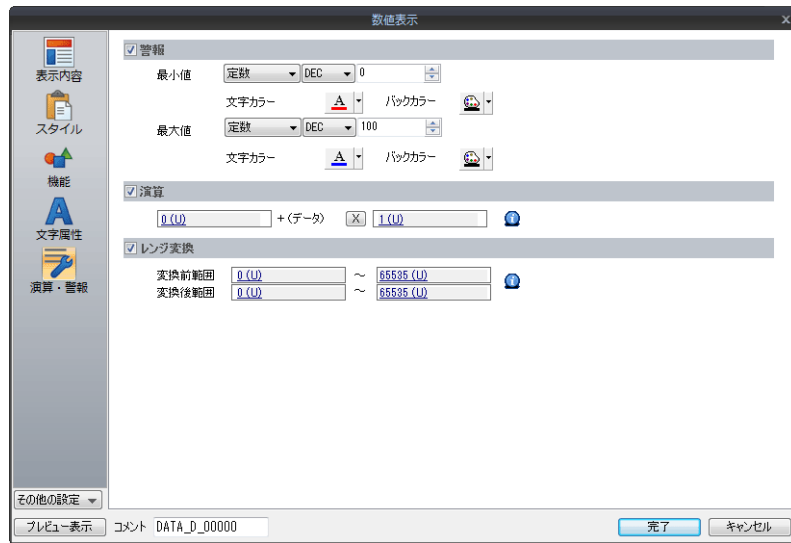 数値表示
x
表示内容
スタイル
機能
文字属性
演算・警報
その他の設定
警報
最小値 定数 DEC 0
文字カラー A バックカラー
最大値 定数 DEC 100
文字カラー A バックカラー
演算
0 (U) +(データ) X 1 (U)
レンジ変換
変換前範囲 0 (U) ～ 65535 (U)
変換後範囲 0 (U) ～ 65535 (U)
プレビュー表示 コメント DATA_D_00000 完了 キャンセル